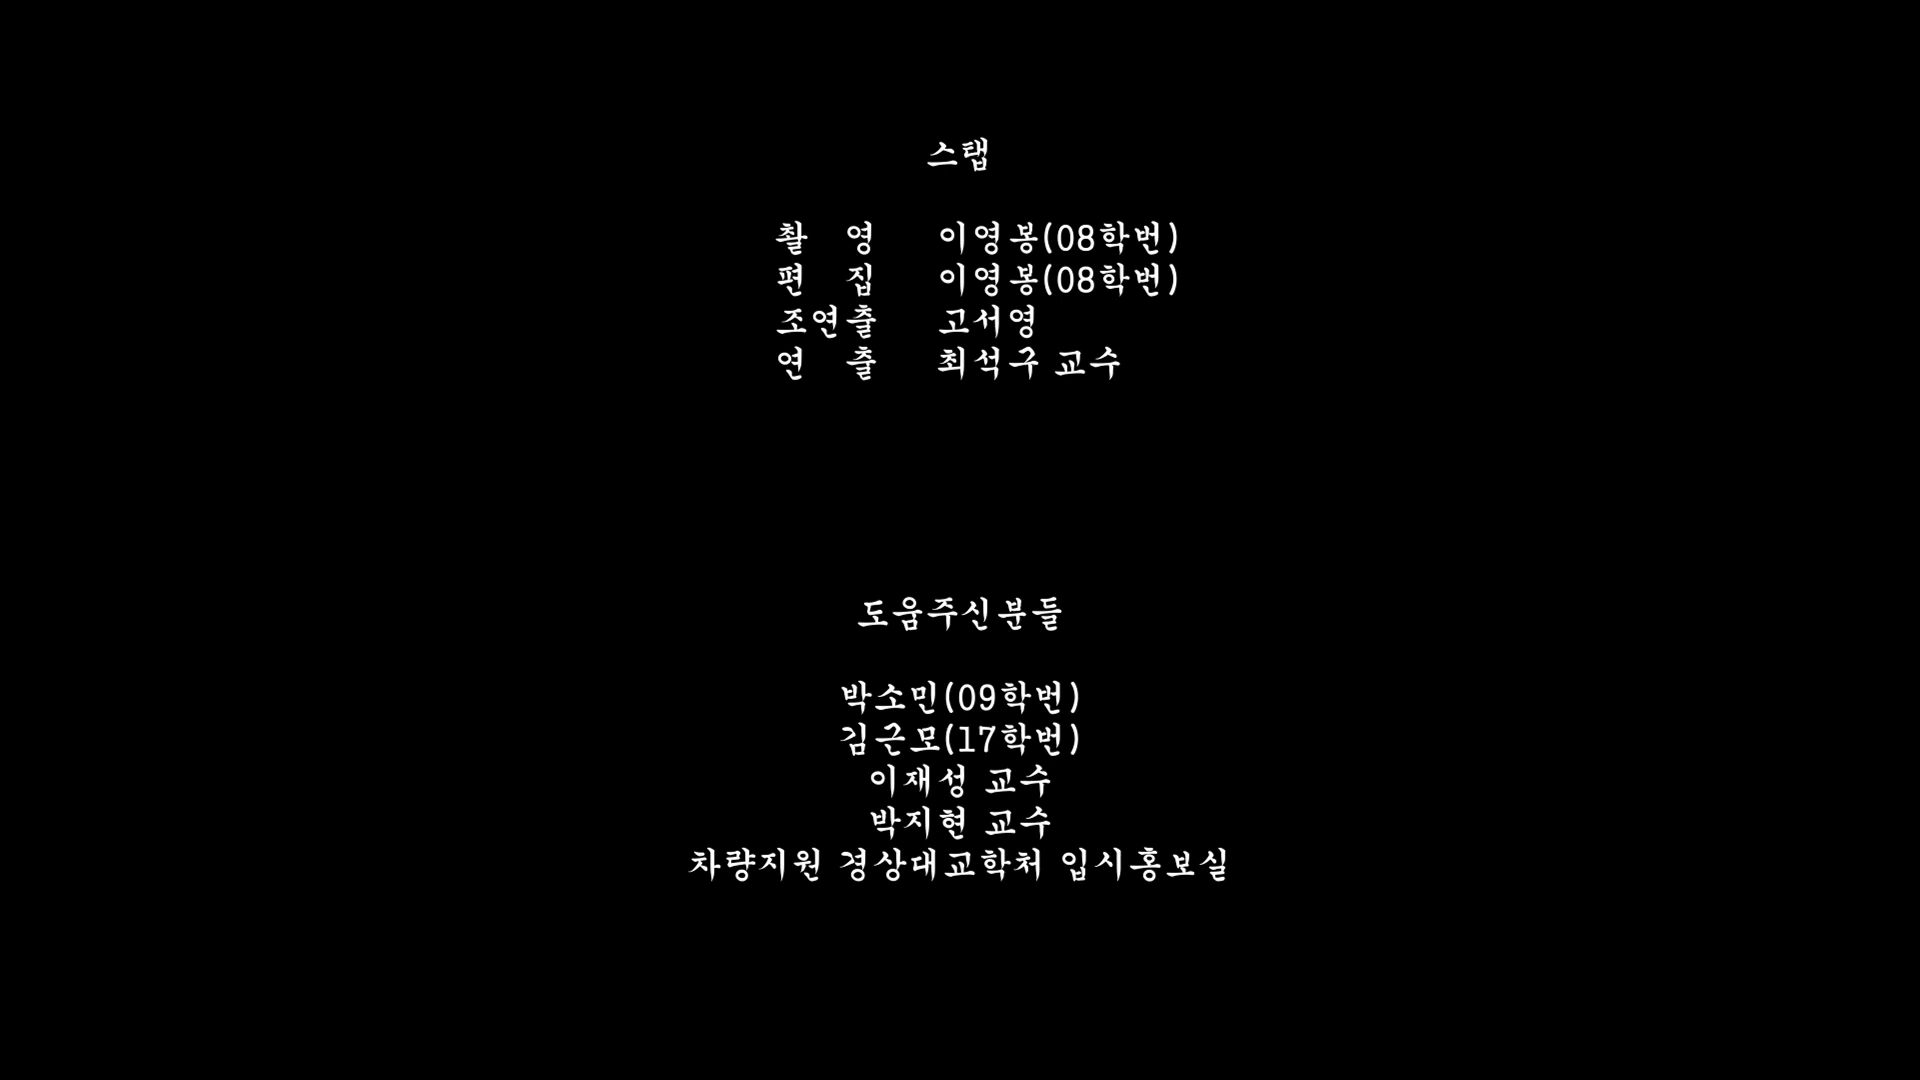 스탭
촬 영 이영봉(08학번)
편 집 이영봉(08학번)
조연출 고서영
연 출 최석구 교수
도움주신분들
박소민(09학번)
김근모(17학번)
이재성 교수
박지현 교수
차량지원 경상대교학처 입시홍보실